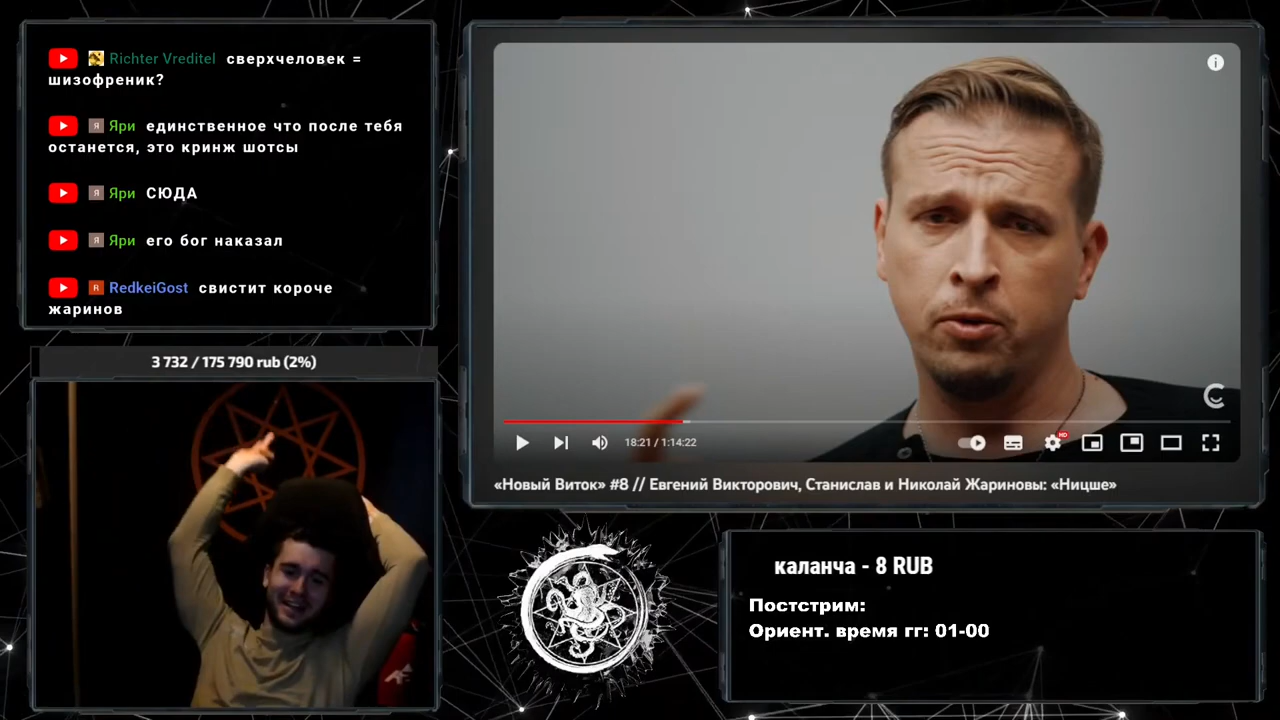 Richter Vreditel сверхчеловек =
шизофреник?
Я Яри единственное что после тебя
останется, это кринж шотсы
Я Яри СЮДА
Я Яри его бог наказал
R RedkeiGost свистит короче
жаринов
3 732 / 175 790 rub (2%)
18:21 / 1:14:22
HD
«Новый Виток» #8 // Евгений Викторович, Станислав и Николай Жариновы: «Ницше»
каланча - 8 RUB
Постстрим:
Ориент. время гг: 01-00